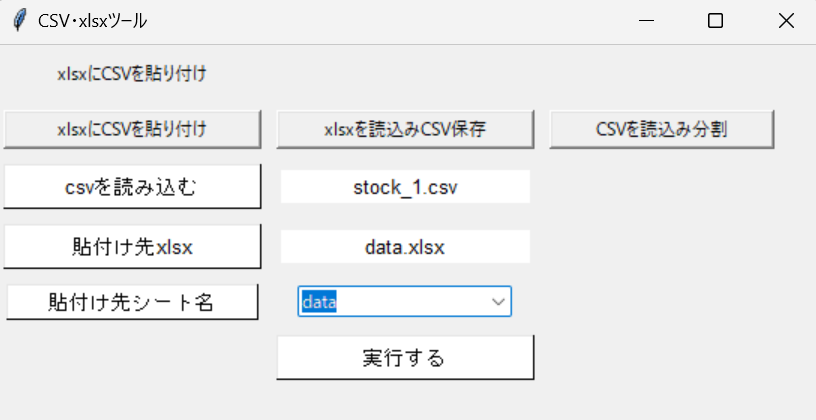 CSV・xlsxツール
xlsxにCSVを貼り付け
xlsxにCSVを貼り付け xlsxを読込みCSV保存 CSVを読込み分割
csvを読み込む stock_1.csv
貼付け先xlsx data.xlsx
貼付け先シート名 data
実行する